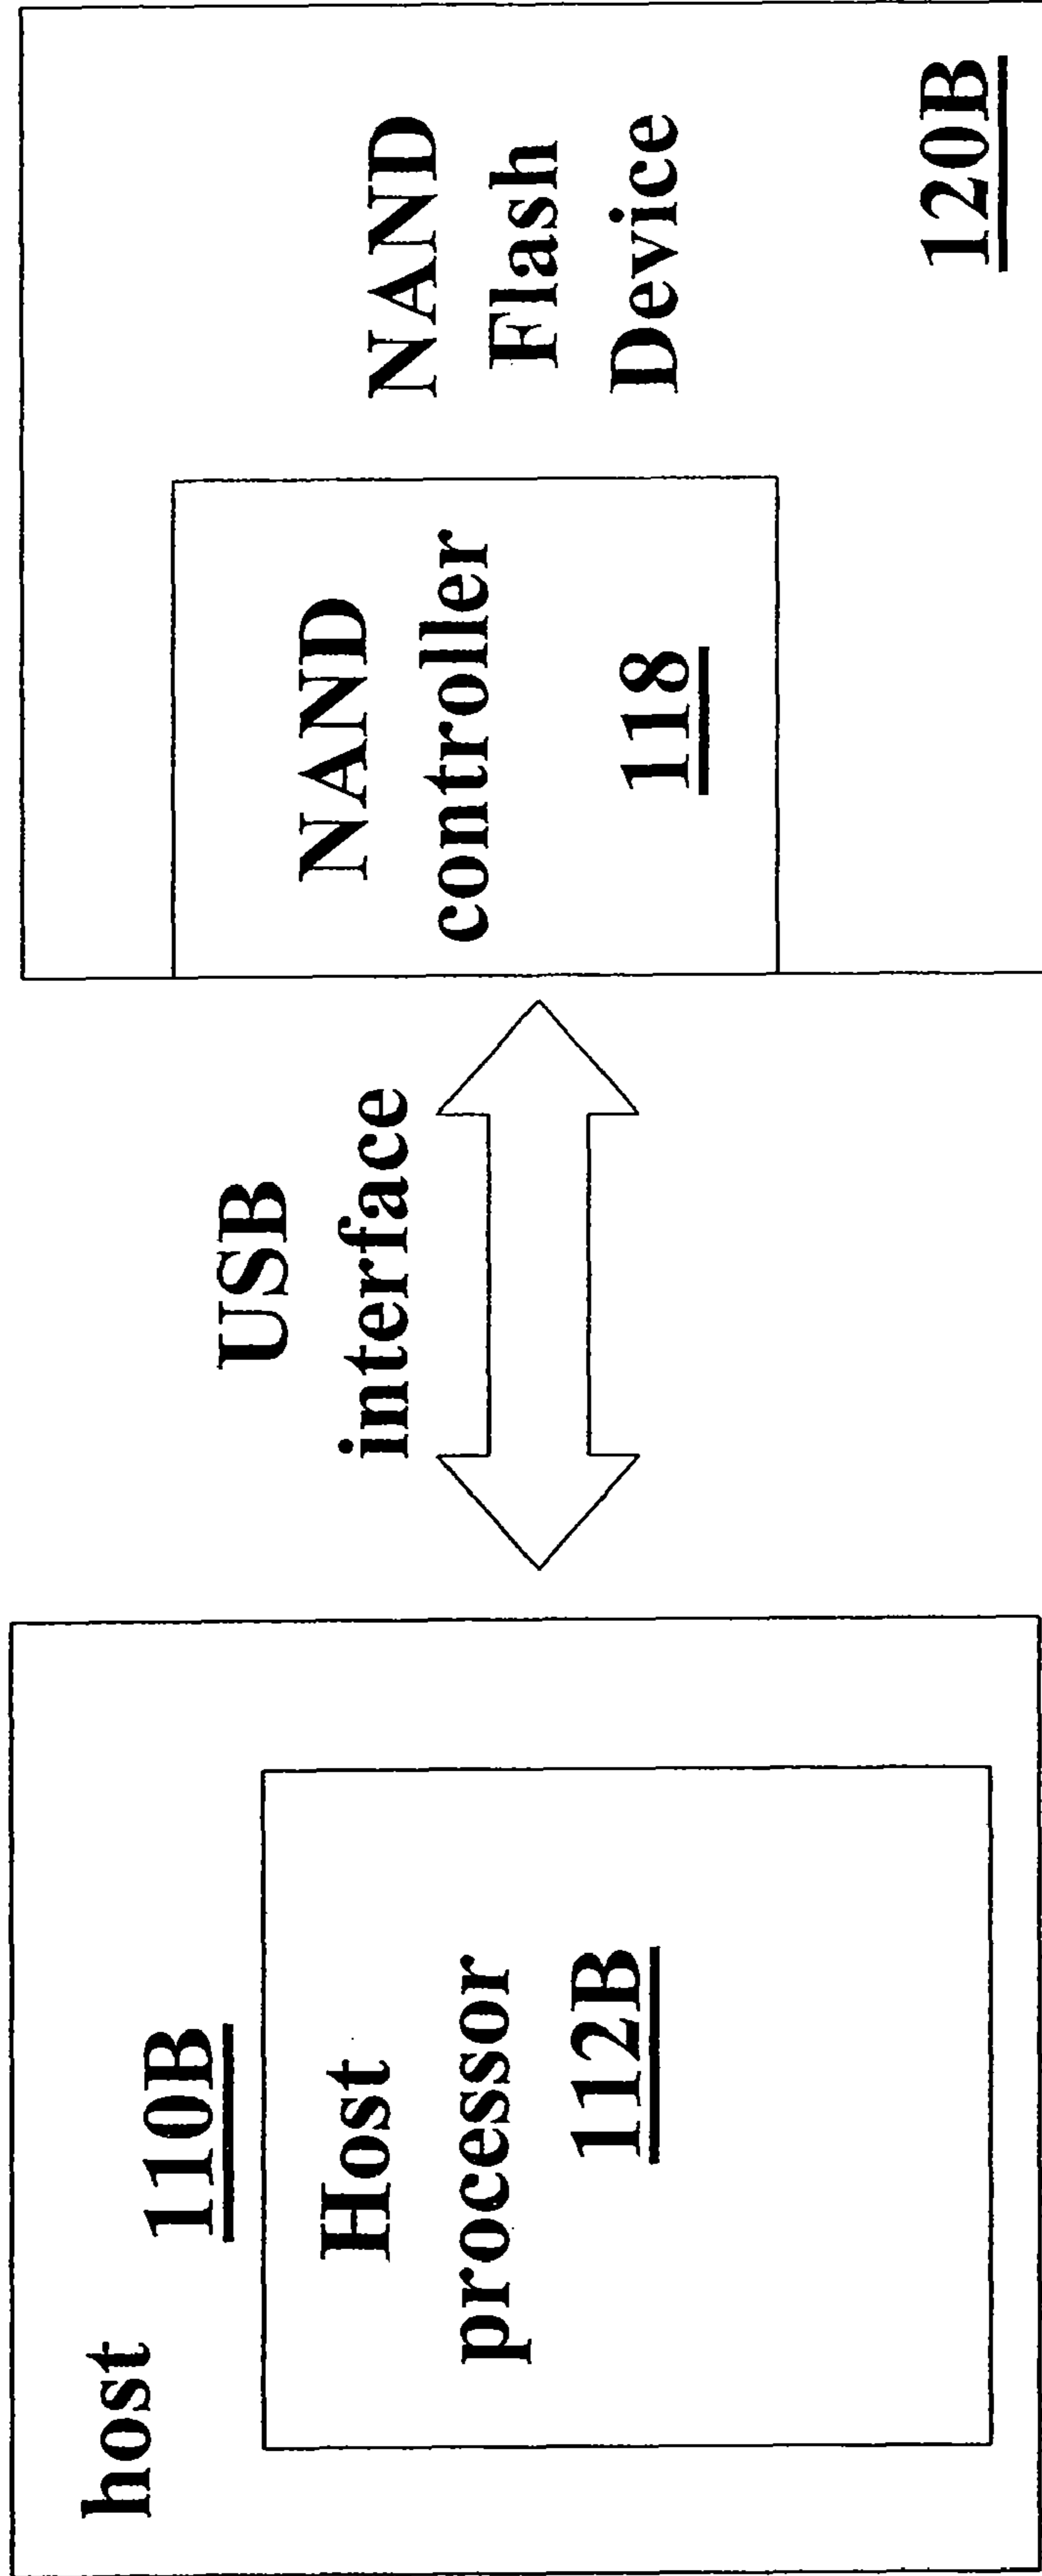 host
110B
Host
processor
112B
USB
interface
NAND
controller
118
NAND
Flash
Device
120B